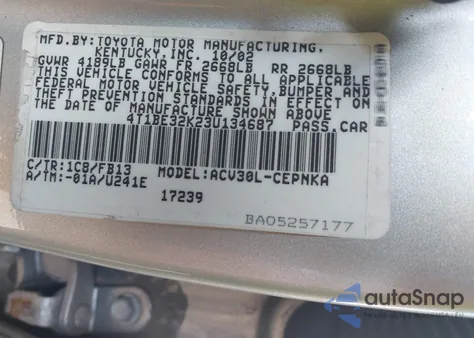 MFD.BY:TOYOTA MOTOR MANUFACTURING,
KENTUCKY,INC. 10/02
GVWR 4189LB GAWR FR 2668LB RR 2668LB
THIS VEHICLE CONFORMS TO ALL APPLICABLE
FEDERAL MOTOR VEHICLE SAFETY, BUMPER AND
THEFT PREVENTION STANDARDS IN EFFECT ON
THE DATE OF MANUFACTURE SHOWN ABOVE
4T1BE32K23U134687 PASS.CAR
C/TR:1C8/FB13 MODEL:ACV30L-CEPNKA
A/TM:-01A/U241E
17239
BA05257177
autoSnap